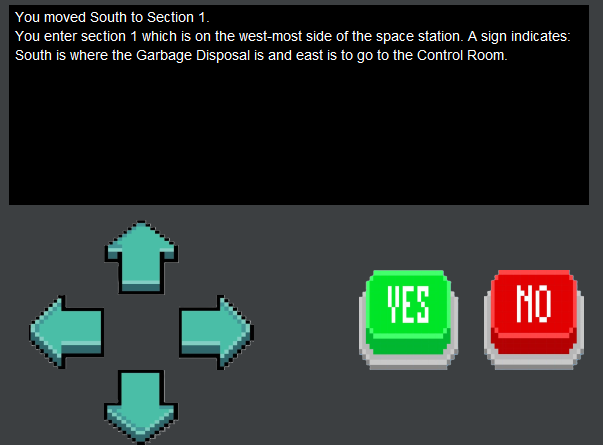 You moved South to Section 1.
You enter section 1 which is on the west-most side of the space station. A sign indicates:
South is where the Garbage Disposal is and east is to go to the Control Room.
YES
NO